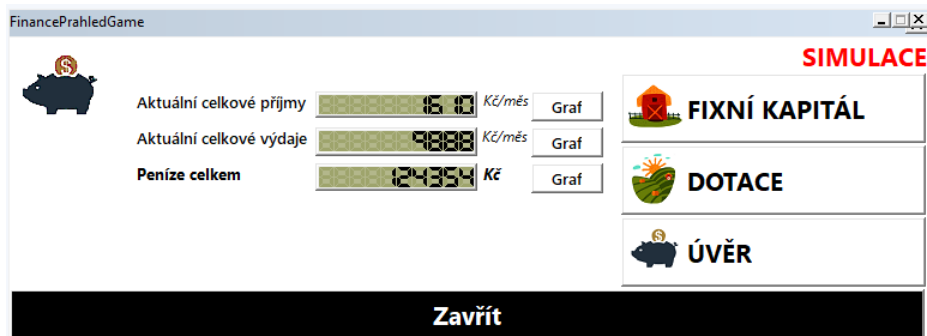 FinancePrahledGame
SIMULACE
Aktuální celkové příjmy 1610 Kč/měs Graf
Aktuální celkové výdaje 9888 Kč/měs Graf
Peníze celkem 124354 Kč Graf
FIXNÍ KAPITÁL
DOTACE
ÚVĚR
Zavřít